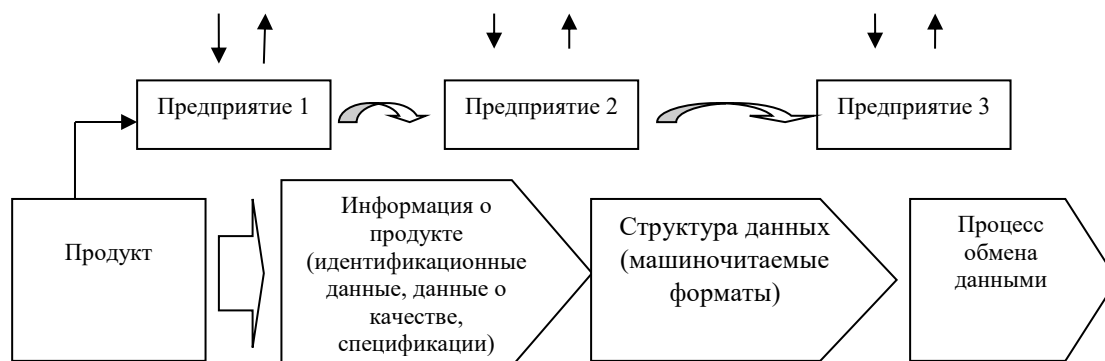 Предприятие 1
Предприятие 2
Предприятие 3
Продукт
Информация о
продукте
(идентификационные
данные, данные о
качестве,
спецификации)
Структура данных
(машиночитаемые
форматы)
Процесс
обмена
данными